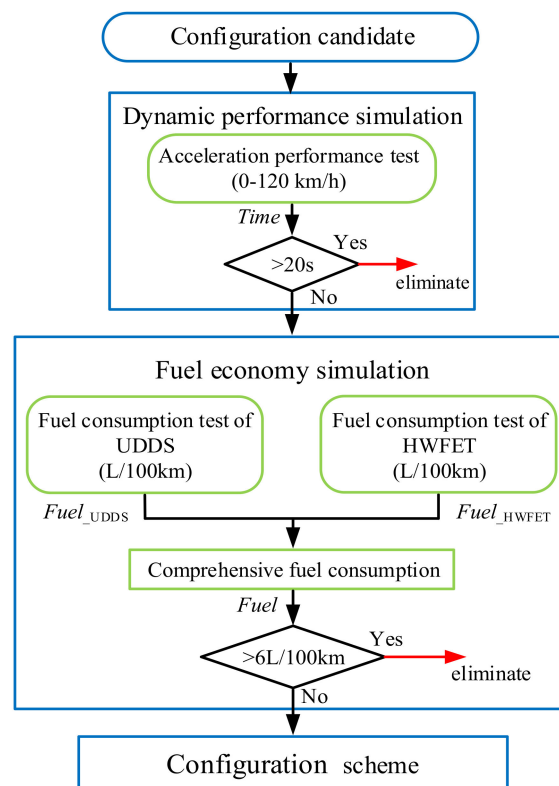 Configuration candidate
Dynamic performance simulation
Acceleration performance test
(0-120 km/h)
Time
Yes
>20s
eliminate
No
Fuel economy simulation
Fuel consumption test of
UDDS
(L/100km)
Fuel consumption test of
HWFET
(L/100km)
Fuel_UDDS
Fuel_HWFET
Comprehensive fuel consumption
Fuel
Yes
>6L/100km
eliminate
No
Configuration scheme